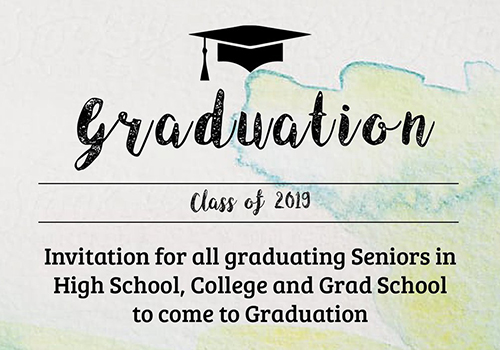 Graduation
Class of 2019
Invitation for all graduating Seniors in
High School, College and Grad School
to come to Graduation